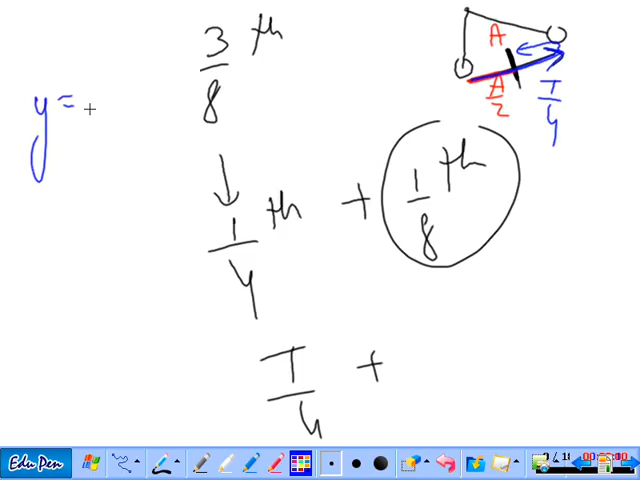 3/8 th
A
A/2
T/4
y =
1/4 th + 1/8 th
T/4 +
Edu Pen